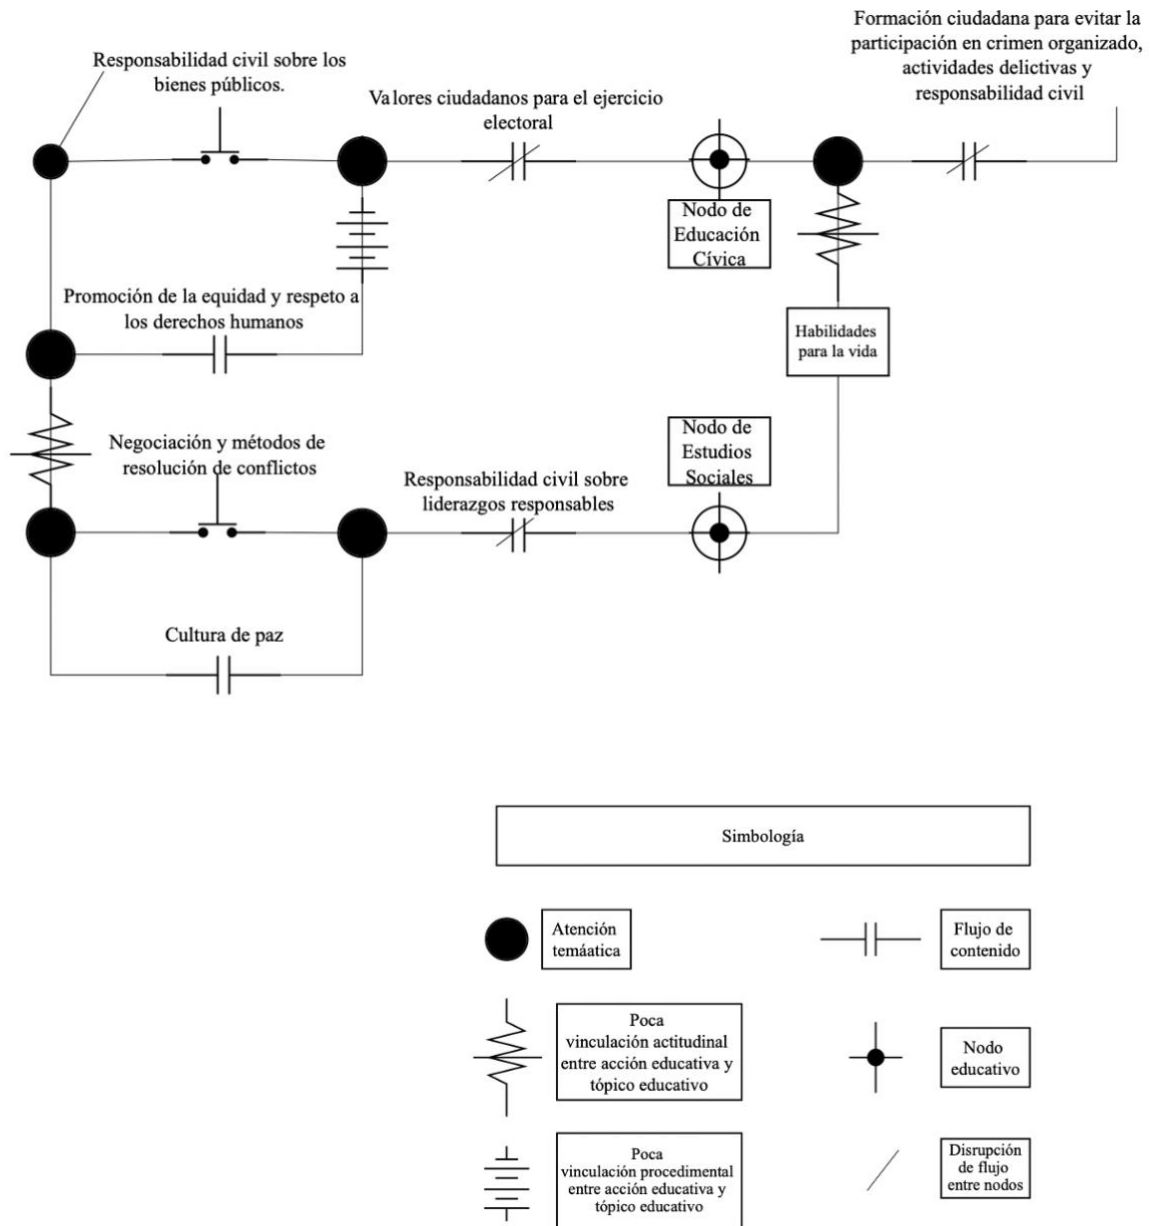 Formación ciudadana para evitar la
participación en crimen organizado,
actividades delictivas y
responsabilidad civil
Responsabilidad civil sobre los
bienes públicos.
Valores ciudadanos para el ejercicio
electoral
Nodo de
Educación
Cívica
Promoción de la equidad y respeto a
los derechos humanos
Habilidades
para la vida
Negociación y métodos de
resolución de conflictos
Responsabilidad civil sobre
liderazgos responsables
Nodo de
Estudios
Sociales
Cultura de paz
Simbología
Atención
temáatica
Flujo de
contenido
Poca
vinculación actitudinal
entre acción educativa y
tópico educativo
Nodo
educativo
Poca
vinculación procedimental
entre acción educativa y
tópico educativo
Disrupción
de flujo
entre nodos